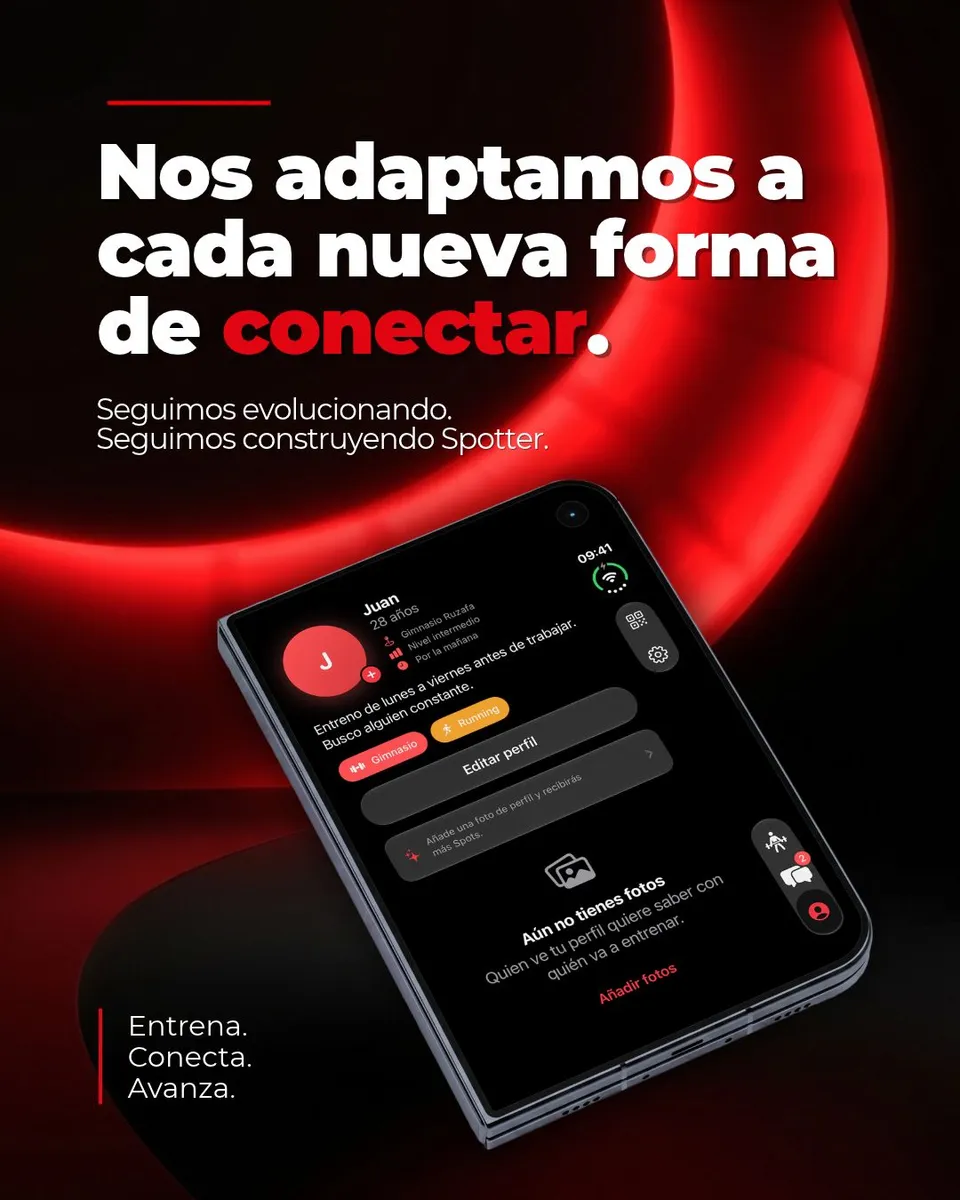 Nos adaptamos a
cada nueva forma
de conectar.
Seguimos evolucionando.
Seguimos construyendo Spotter.
09:41
Juan
28 años
Gimnasio Ruzafa
Nivel intermedio
Por la mañana
J
Entreno de lunes a viernes antes de trabajar.
Busco alguien constante.
Gimnasio
Running
Editar perfil
Añade una foto de perfil y recibirás
más Spots.
2
Aún no tienes fotos
Quien ve tu perfil quiere saber con
quién va a entrenar.
Añadir fotos
Entrena.
Conecta.
Avanza.